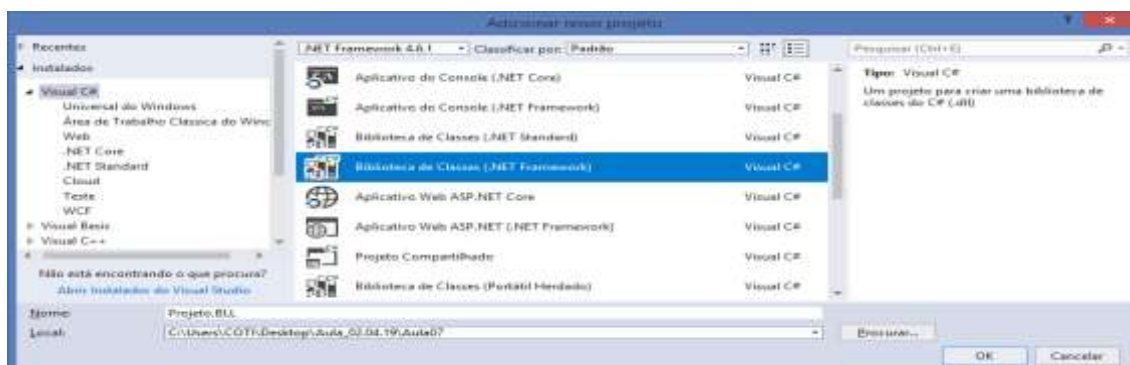 Adicionar novo projeto
Recentes
Instalados
Visual C#
Universal do Windows
Área de Trabalho Clássica do Winc
Web
.NET Core
.NET Standard
Cloud
Teste
WCF
Visual Basic
Visual C++
Não está encontrando o que procura?
Abrir Instalador do Visual Studio
.NET Framework 4.6.1
Classificar por: Padrão
Aplicativo do Console (.NET Core) Visual C#
Aplicativo do Console (.NET Framework) Visual C#
Biblioteca de Classes (.NET Standard) Visual C#
Biblioteca de Classes (.NET Framework) Visual C#
Aplicativo Web ASP.NET Core Visual C#
Aplicativo Web ASP.NET (.NET Framework) Visual C#
Projeto Compartilhado Visual C#
Biblioteca de Classes (Portátil Herdado) Visual C#
Pesquisar (Ctrl+E)
Tipo: Visual C#
Um projeto para criar uma biblioteca de
classes do C# (.dll)
Nome: Projeto.BLL
Local: C:\Users\COTI\Desktop\Aula_02.04.19\Aula07
Procurar...
OK Cancelar